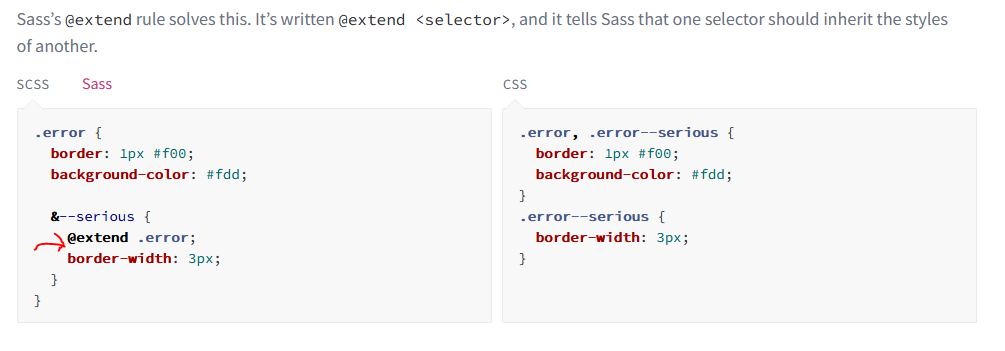 Sass’s @extend rule solves this. It’s written @extend <selector>, and it tells Sass that one selector should inherit the styles
of another.
SCSS Sass
.error {
  border: 1px #f00;
  background-color: #fdd;

  &--serious {
    @extend .error;
    border-width: 3px;
  }
}
CSS
.error, .error--serious {
  border: 1px #f00;
  background-color: #fdd;
}
.error--serious {
  border-width: 3px;
}